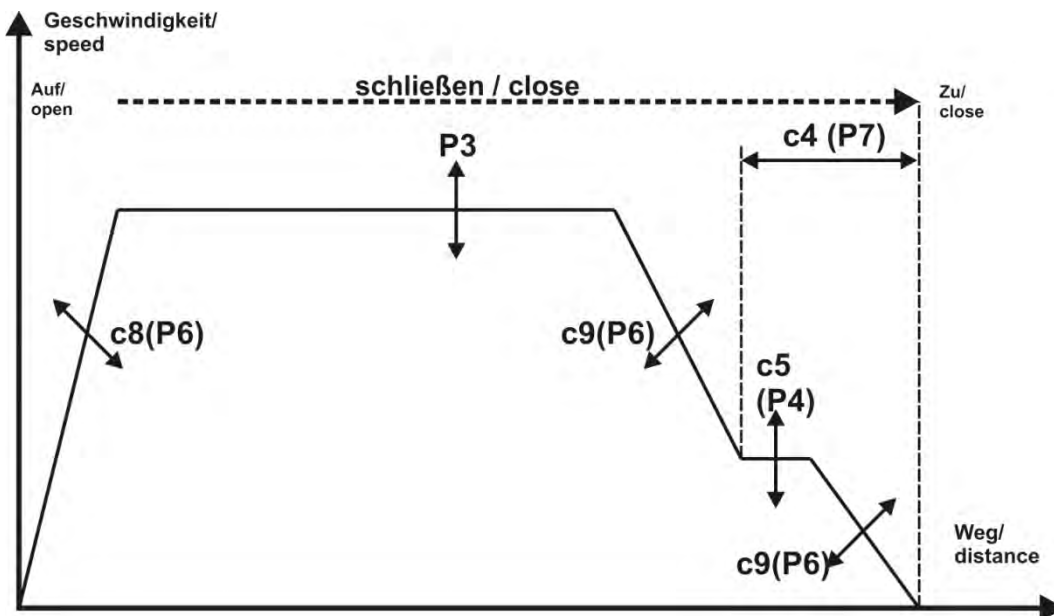 Geschwindigkeit/
speed
Auf/
open
schließen / close
Zu/
close
c4 (P7)
P3
c8(P6)
c9(P6)
c5
(P4)
c9(P6)
Weg/
distance